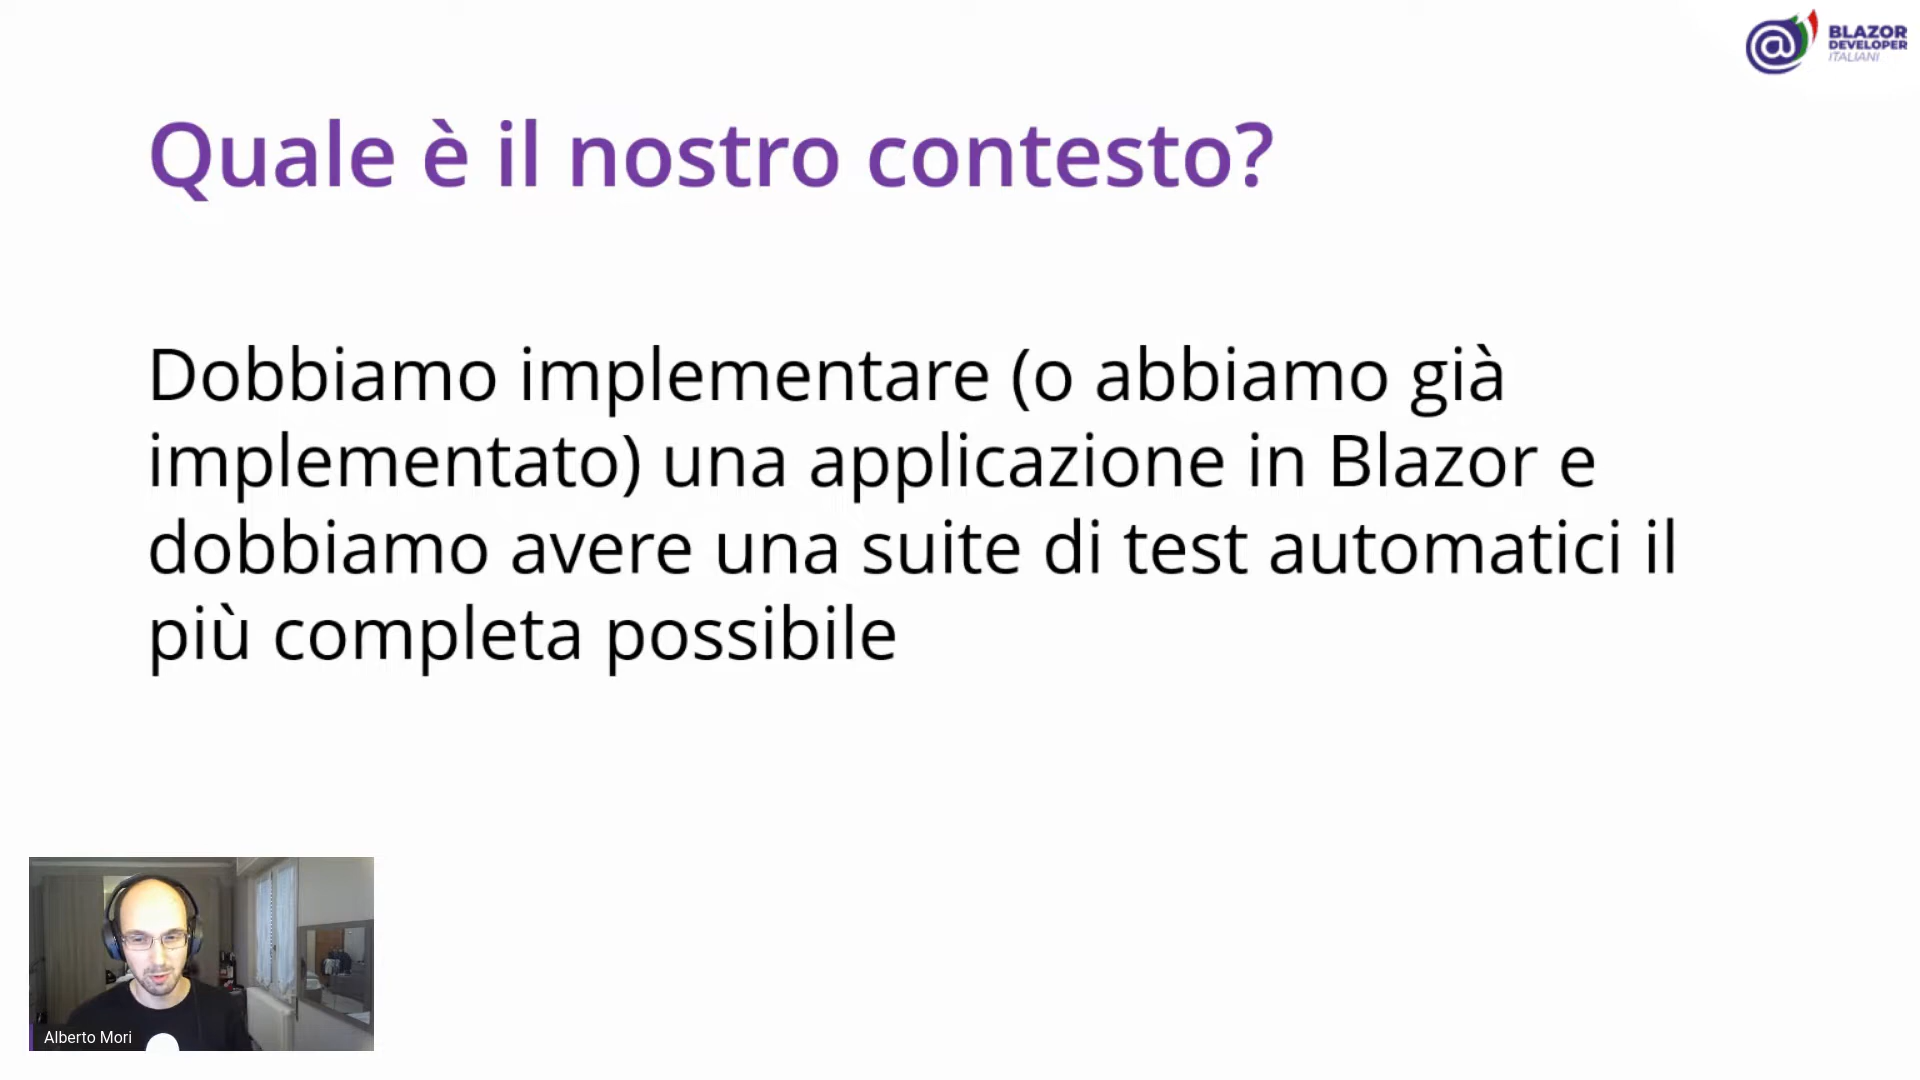 BLAZOR
DEVELOPER
ITALIANI
Quale è il nostro contesto?
Dobbiamo implementare (o abbiamo già
implementato) una applicazione in Blazor e
dobbiamo avere una suite di test automatici il
più completa possibile
Alberto Mori